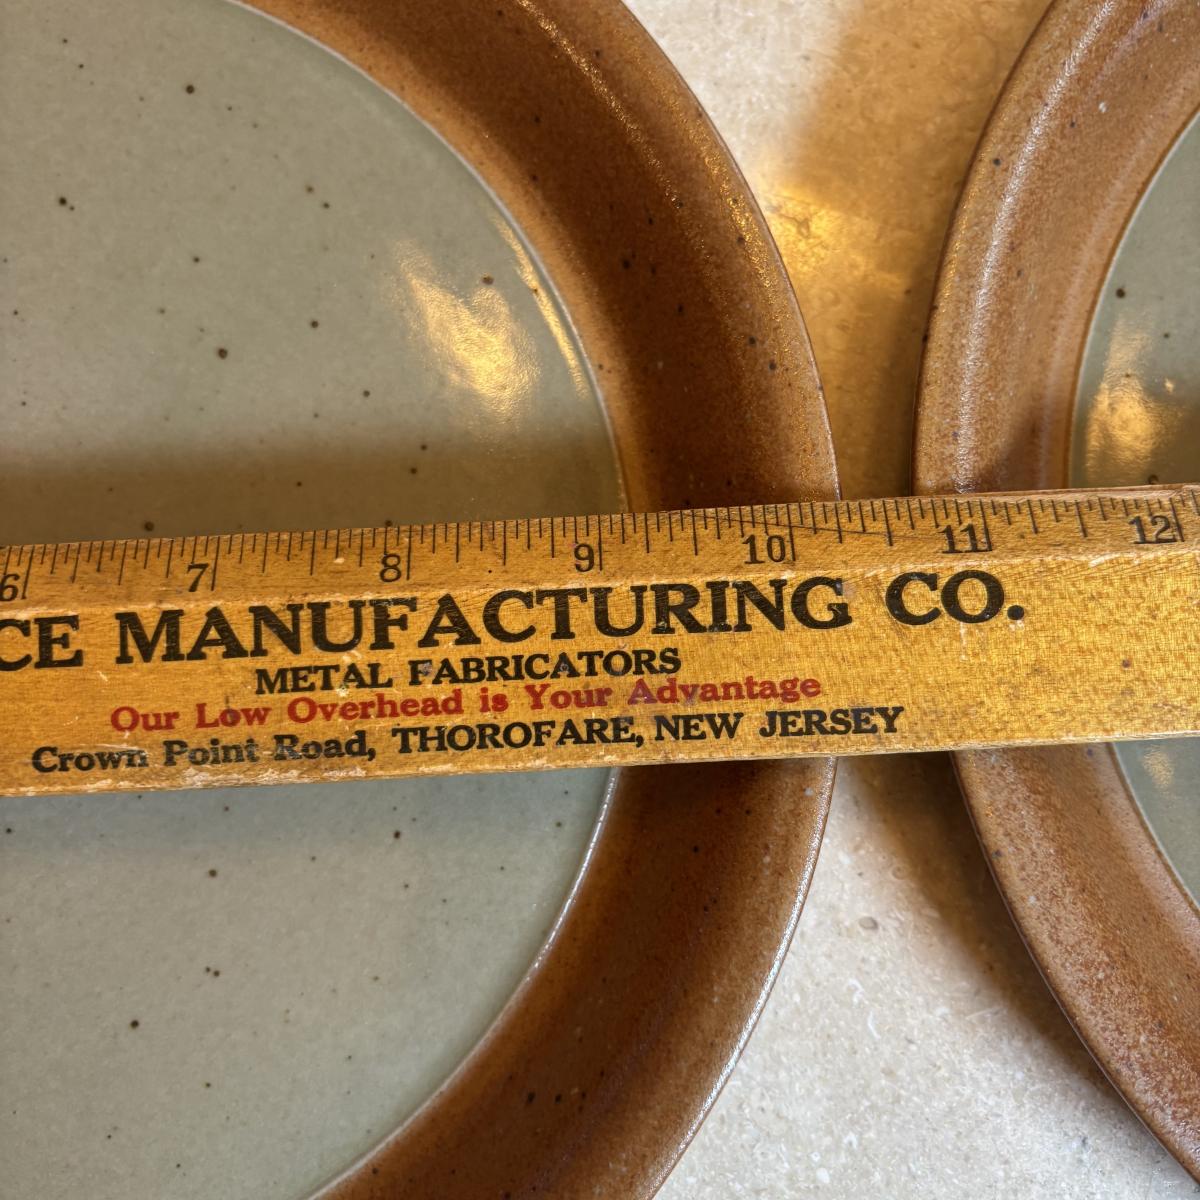 6 7 8 9 10 11 12
CE MANUFACTURING CO.
METAL FABRICATORS
Our Low Overhead is Your Advantage
Crown Point Road, THOROFARE, NEW JERSEY